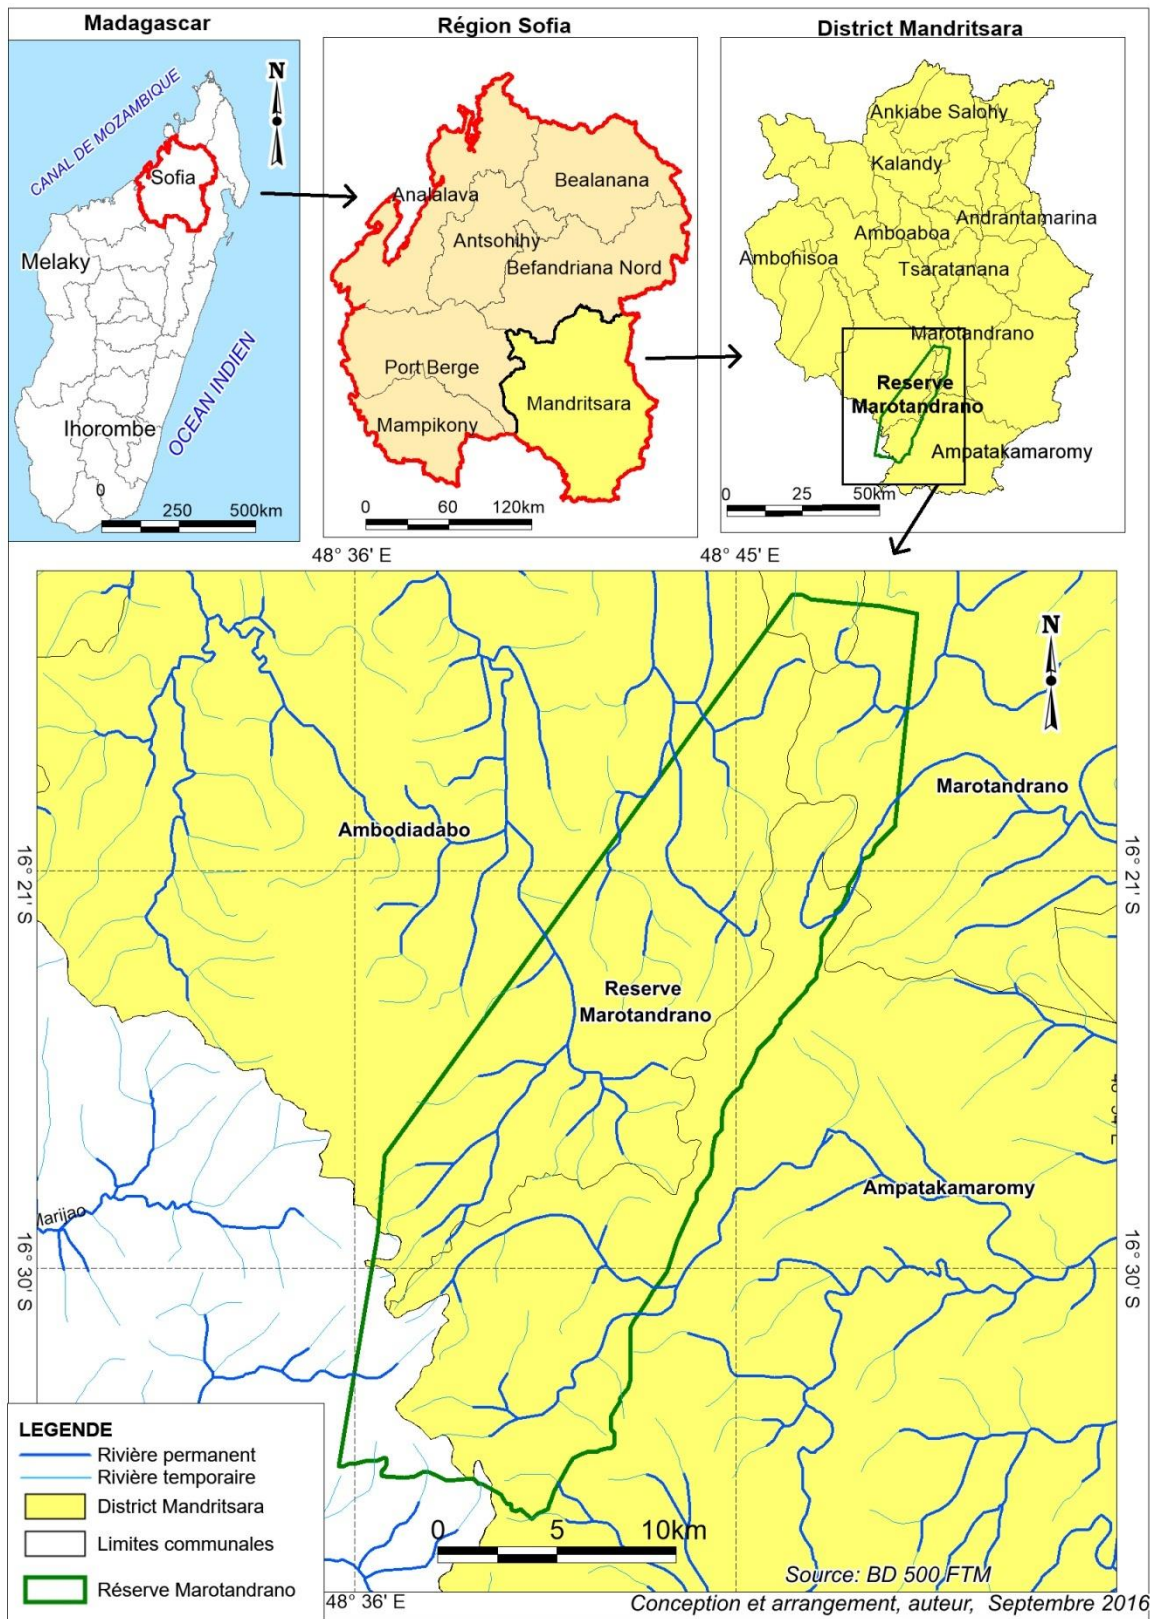 Madagascar
Région Sofia
District Mandritsara
N
CANAL DE MOZAMBIQUE
Sofia
Melaky
OCEAN INDIEN
Ihorombe
0
250
500km
Analalava
Bealanana
Antsohihy
Befandriana Nord
Port Berge
Mandritsara
Mampikony
0
60
120km
Ankiabe Salohy
Kalandy
Andrantamarina
Amboaboa
Ambohisoa
Tsaratanana
Marotandrano
Reserve
Marotandrano
Ampatakamaromy
0
25
50km
48° 36' E
48° 45' E
N
Marotandrano
Ambodiadabo
16° 21' S
16° 21' S
Reserve
Marotandrano
Ampatakamaromy
Marijao
16° 30' S
16° 30' S
LEGENDE
Rivière permanent
Rivière temporaire
District Mandritsara
Limites communales
Réserve Marotandrano
0
5
10km
Source: BD 500 FTM
48° 36' E
Conception et arrangement, auteur, Septembre 2016